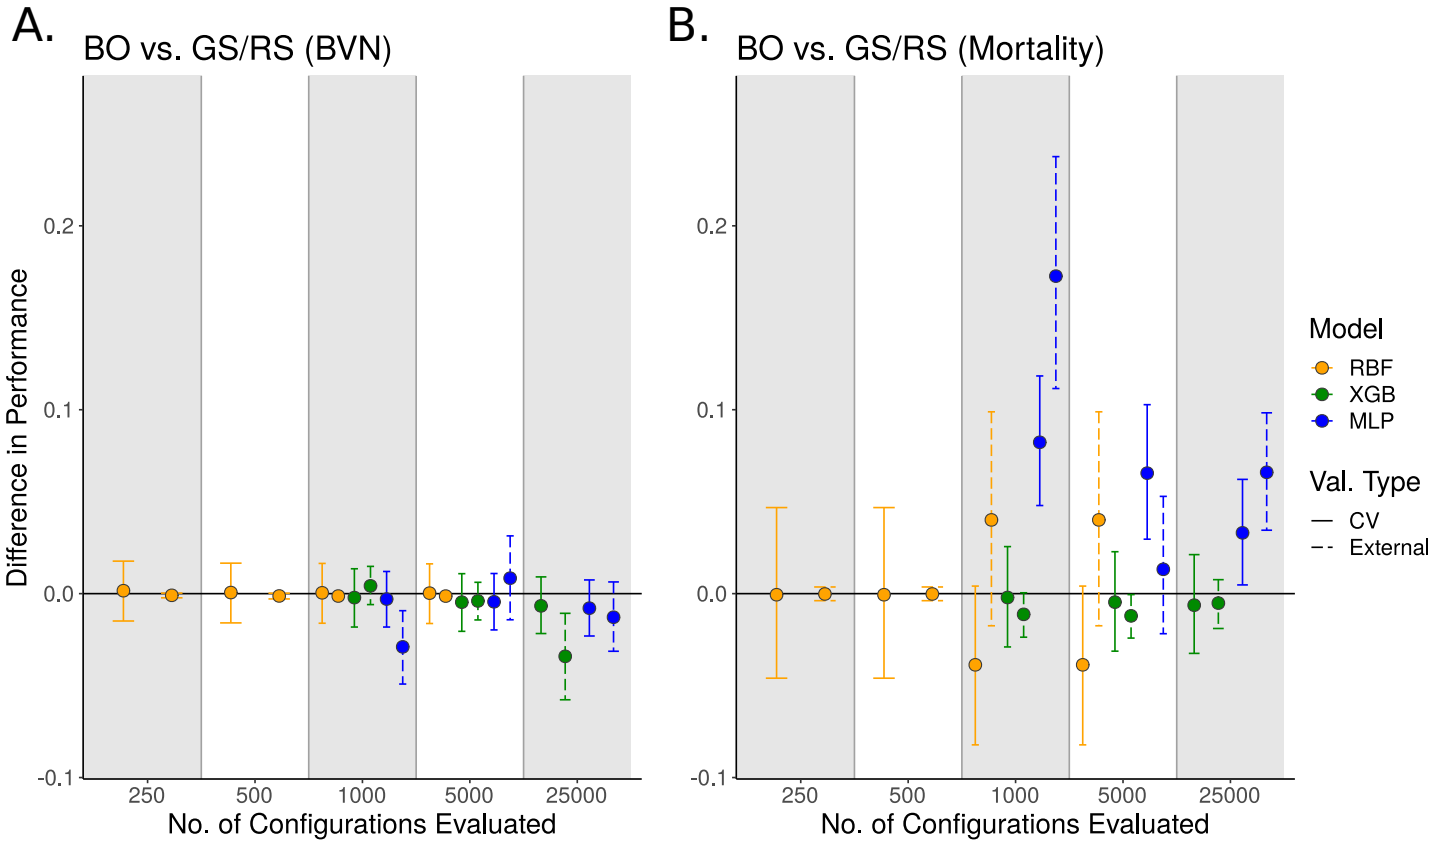 A.
BO vs. GS/RS (BVN)
Difference in Performance
0.2
0.1
0.0
-0.1
250
500
1000
5000
25000
No. of Configurations Evaluated
B.
BO vs. GS/RS (Mortality)
0.2
0.1
0.0
-0.1
250
500
1000
5000
25000
No. of Configurations Evaluated
Model
RBF
XGB
MLP
Val. Type
CV
External